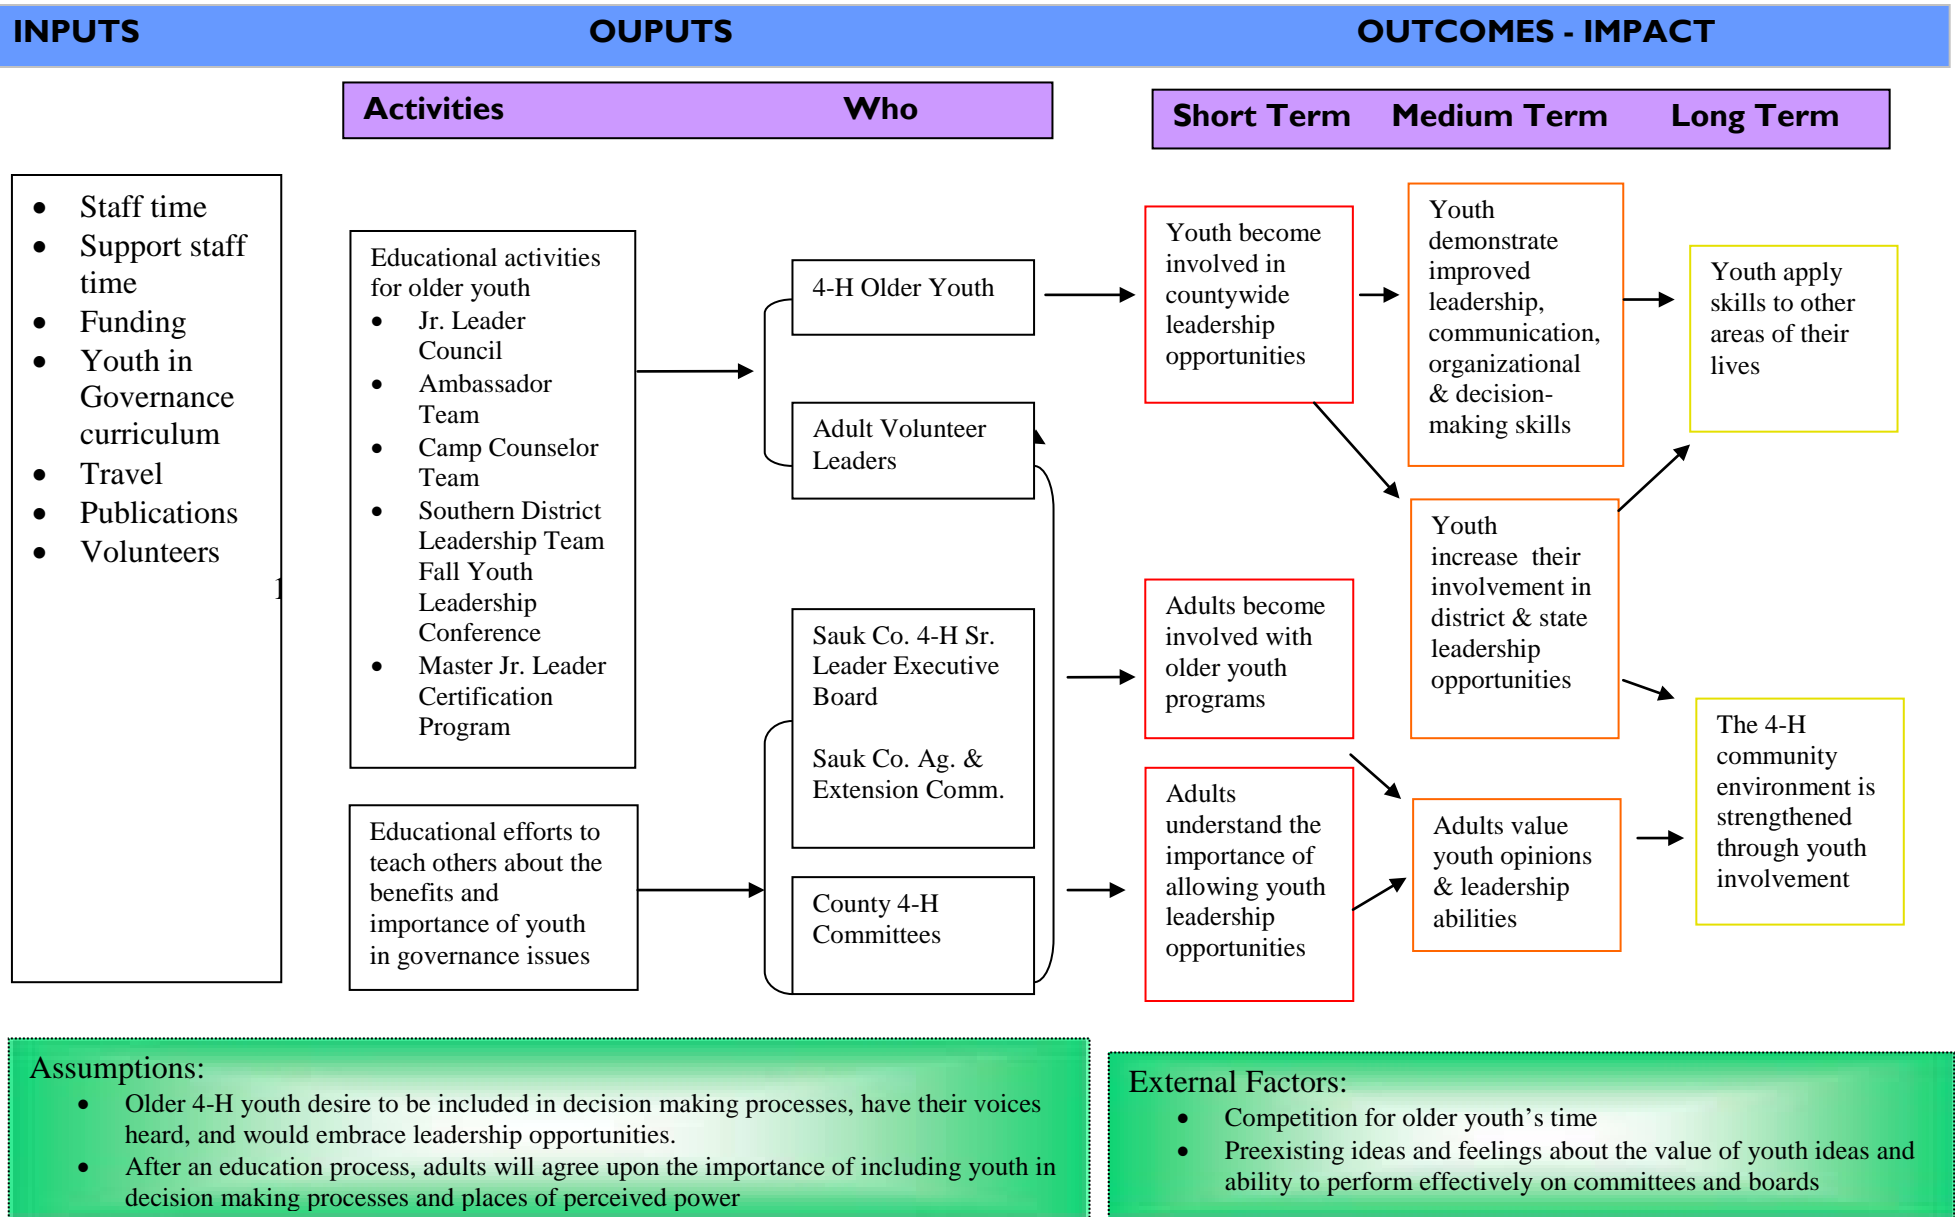 INPUTS OUPUTS OUTCOMES - IMPACT
Activities Who
Short Term Medium Term Long Term
• Staff time
• Support staff
time
• Funding
• Youth in
Governance
curriculum
• Travel
• Publications
• Volunteers
Educational activities
for older youth
• Jr. Leader
Council
• Ambassador
Team
• Camp Counselor
Team
• Southern District
Leadership Team
Fall Youth
Leadership
Conference
• Master Jr. Leader
Certification
Program
Educational efforts to
teach others about the
benefits and
importance of youth
in governance issues
4-H Older Youth
Adult Volunteer
Leaders
Sauk Co. 4-H Sr.
Leader Executive
Board
Sauk Co. Ag. &
Extension Comm.
County 4-H
Committees
Youth become
involved in
countywide
leadership
opportunities
Adults become
involved with
older youth
programs
Adults
understand the
importance of
allowing youth
leadership
opportunities
Youth
demonstrate
improved
leadership,
communication,
organizational
& decision-
making skills
Youth
increase their
involvement in
district & state
leadership
opportunities
Adults value
youth opinions
& leadership
abilities
Youth apply
skills to other
areas of their
lives
The 4-H
community
environment is
strengthened
through youth
involvement
Assumptions:
• Older 4-H youth desire to be included in decision making processes, have their voices
heard, and would embrace leadership opportunities.
• After an education process, adults will agree upon the importance of including youth in
decision making processes and places of perceived power
External Factors:
• Competition for older youth’s time
• Preexisting ideas and feelings about the value of youth ideas and
ability to perform effectively on committees and boards